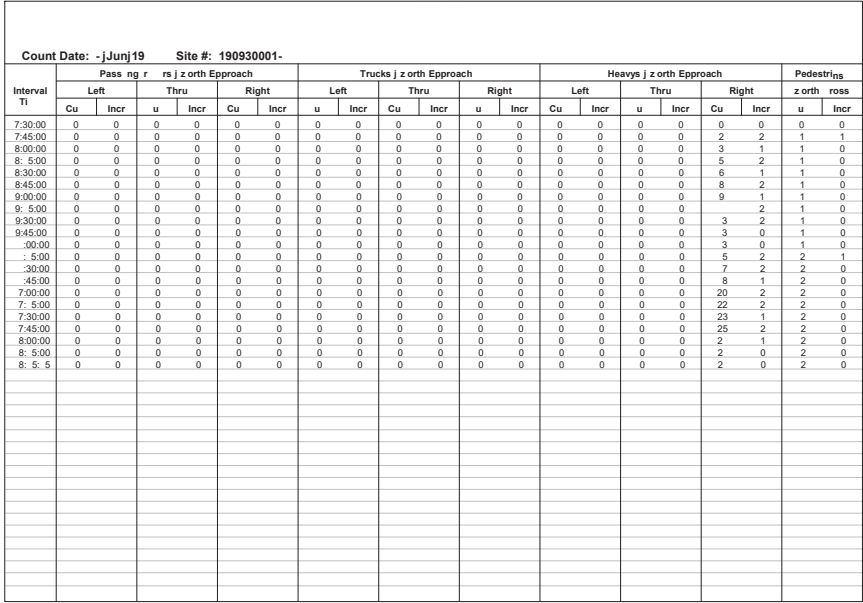 Count Date: - jJunj19 Site #: 190930001-
Pass ng r rs j z orth Epproach Trucks j z orth Epproach Heavys j z orth Epproach Pedestrins
Interval Left Thru Right Left Thru Right Left Thru Right z orth ross
Ti Cu Incr u Incr Cu Incr u Incr Cu Incr u Incr Cu Incr u Incr Cu Incr u Incr
7:30:00 0 0 0 0 0 0 0 0 0 0 0 0 0 0 0 0 0 0 0 0
7:45:00 0 0 0 0 0 0 0 0 0 0 0 0 0 0 0 0 2 2 1 1
8:00:00 0 0 0 0 0 0 0 0 0 0 0 0 0 0 0 0 3 1 1 0
8: 5:00 0 0 0 0 0 0 0 0 0 0 0 0 0 0 0 0 5 2 1 0
8:30:00 0 0 0 0 0 0 0 0 0 0 0 0 0 0 0 0 6 1 1 0
8:45:00 0 0 0 0 0 0 0 0 0 0 0 0 0 0 0 0 8 2 1 0
9:00:00 0 0 0 0 0 0 0 0 0 0 0 0 0 0 0 0 9 1 1 0
9: 5:00 0 0 0 0 0 0 0 0 0 0 0 0 0 0 0 0 2 1 0
9:30:00 0 0 0 0 0 0 0 0 0 0 0 0 0 0 0 0 3 2 1 0
9:45:00 0 0 0 0 0 0 0 0 0 0 0 0 0 0 0 0 3 0 1 0
:00:00 0 0 0 0 0 0 0 0 0 0 0 0 0 0 0 0 3 0 1 0
: 5:00 0 0 0 0 0 0 0 0 0 0 0 0 0 0 0 0 5 2 2 1
:30:00 0 0 0 0 0 0 0 0 0 0 0 0 0 0 0 0 7 2 2 0
:45:00 0 0 0 0 0 0 0 0 0 0 0 0 0 0 0 0 8 1 2 0
7:00:00 0 0 0 0 0 0 0 0 0 0 0 0 0 0 0 0 20 2 2 0
7: 5:00 0 0 0 0 0 0 0 0 0 0 0 0 0 0 0 0 22 2 2 0
7:30:00 0 0 0 0 0 0 0 0 0 0 0 0 0 0 0 0 23 1 2 0
7:45:00 0 0 0 0 0 0 0 0 0 0 0 0 0 0 0 0 25 2 2 0
8:00:00 0 0 0 0 0 0 0 0 0 0 0 0 0 0 0 0 2 1 2 0
8: 5:00 0 0 0 0 0 0 0 0 0 0 0 0 0 0 0 0 2 0 2 0
8: 5: 5 0 0 0 0 0 0 0 0 0 0 0 0 0 0 0 0 2 0 2 0